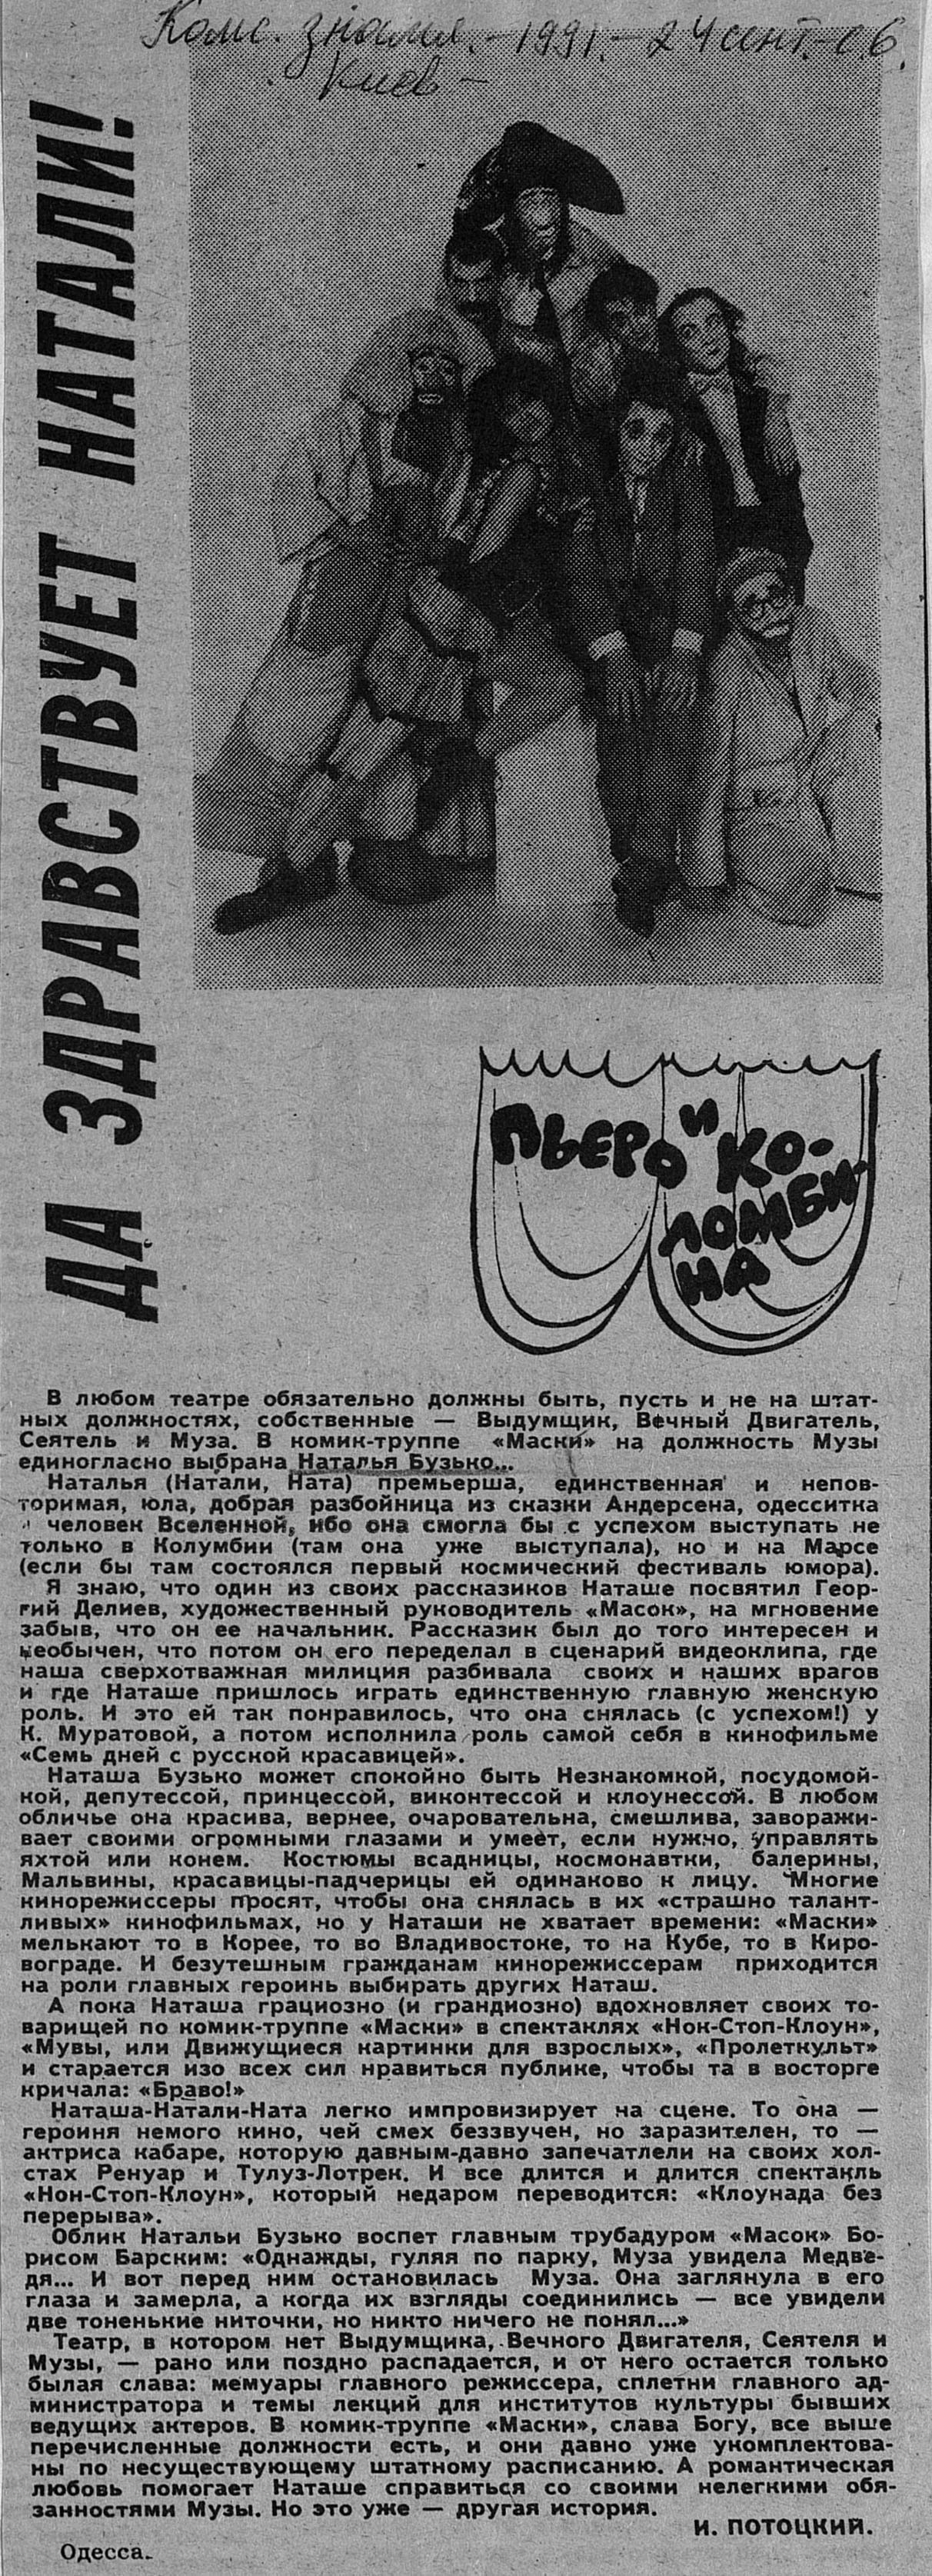 Комс. знамя. - 1991. - 24 сент. - с. 6.
Киев -
ДА ЗДРАВСТВУЕТ НАТАЛИ!
ПЬЕРО И КО-
ЛОМБИ-
НА
В любом театре обязательно должны быть, пусть и не на штат-
ных должностях, собственные — Выдумщик, Вечный Двигатель,
Сеятель и Муза. В комик-труппе «Маски» на должность Музы
единогласно выбрана Наталья Бузько...
Наталья (Натали, Ната) премьерша, единственная и непов-
торимая, юла, добрая разбойница из сказки Андерсена, одесситка
и человек Вселенной, ибо она смогла бы с успехом выступать не
только в Колумбии (там она уже выступала), но и на Марсе
(если бы там состоялся первый космический фестиваль юмора).
Я знаю, что один из своих рассказиков Наташе посвятил Геор-
гий Делиев, художественный руководитель «Масок», на мгновение
забыв, что он ее начальник. Рассказик был до того интересен и
необычен, что потом он его переделал в сценарий видеоклипа, где
наша сверхотважная милиция разбивала своих и наших врагов
и где Наташе пришлось играть единственную главную женскую
роль. И это ей так понравилось, что она снялась (с успехом!) у
К. Муратовой, а потом исполнила роль самой себя в кинофильме
«Семь дней с русской красавицей».
Наташа Бузько может спокойно быть Незнакомкой, посудомой-
кой, депутессой, принцессой, виконтессой и клоунессой. В любом
обличье она красива, вернее, очаровательна, смешлива, заворажи-
вает своими огромными глазами и умеет, если нужно, управлять
яхтой или конем. Костюмы всадницы, космонавтки, балерины,
Мальвины, красавицы-падчерицы ей одинаково к лицу. Многие
кинорежиссеры просят, чтобы она снялась в их «страшно талант-
ливых» кинофильмах, но у Наташи не хватает времени: «Маски»
мелькают то в Корее, то во Владивостоке, то на Кубе, то в Киро-
вограде. И безутешным гражданам кинорежиссерам приходится
на роли главных героинь выбирать других Наташ.
А пока Наташа грациозно (и грандиозно) вдохновляет своих то-
варищей по комик-труппе «Маски» в спектаклях «Нок-Стоп-Клоун»,
«Мувы, или Движущиеся картинки для взрослых», «Пролеткульт»
и старается изо всех сил нравиться публике, чтобы та в восторге
кричала: «Браво!»
Наташа-Натали-Ната легко импровизирует на сцене. То она —
героиня немого кино, чей смех беззвучен, но заразителен, то —
актриса кабаре, которую давным-давно запечатлели на своих хол-
стах Ренуар и Тулуз-Лотрек. И все длится и длится спектакль
«Нон-Стоп-Клоун», который недаром переводится: «Клоунада без
перерыва».
Облик Натальи Бузько воспет главным трубадуром «Масок» Бо-
рисом Барским: «Однажды, гуляя по парку, Муза увидела Медве-
дя... И вот перед ним остановилась Муза. Она заглянула в его
глаза и замерла, а когда их взгляды соединились — все увидели
две тоненькие ниточки, но никто ничего не понял...»
Театр, в котором нет Выдумщика, Вечного Двигателя, Сеятеля и
Музы, — рано или поздно распадается, и от него остается только
былая слава: мемуары главного режиссера, сплетни главного ад-
министратора и темы лекций для институтов культуры бывших
ведущих актеров. В комик-труппе «Маски», слава Богу, все выше
перечисленные должности есть, и они давно уже укомплектова-
ны по несуществующему штатному расписанию. А романтическая
любовь помогает Наташе справиться со своими нелегкими обя-
занностями Музы. Но это уже — другая история.
И. ПОТОЦКИЙ.
Одесса.